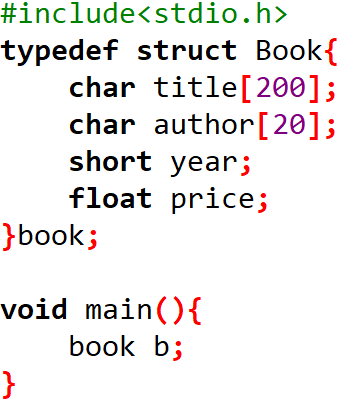 #include<stdio.h>
typedef struct Book{
    char title[200];
    char author[20];
    short year;
    float price;
}book;

void main(){
    book b;
}